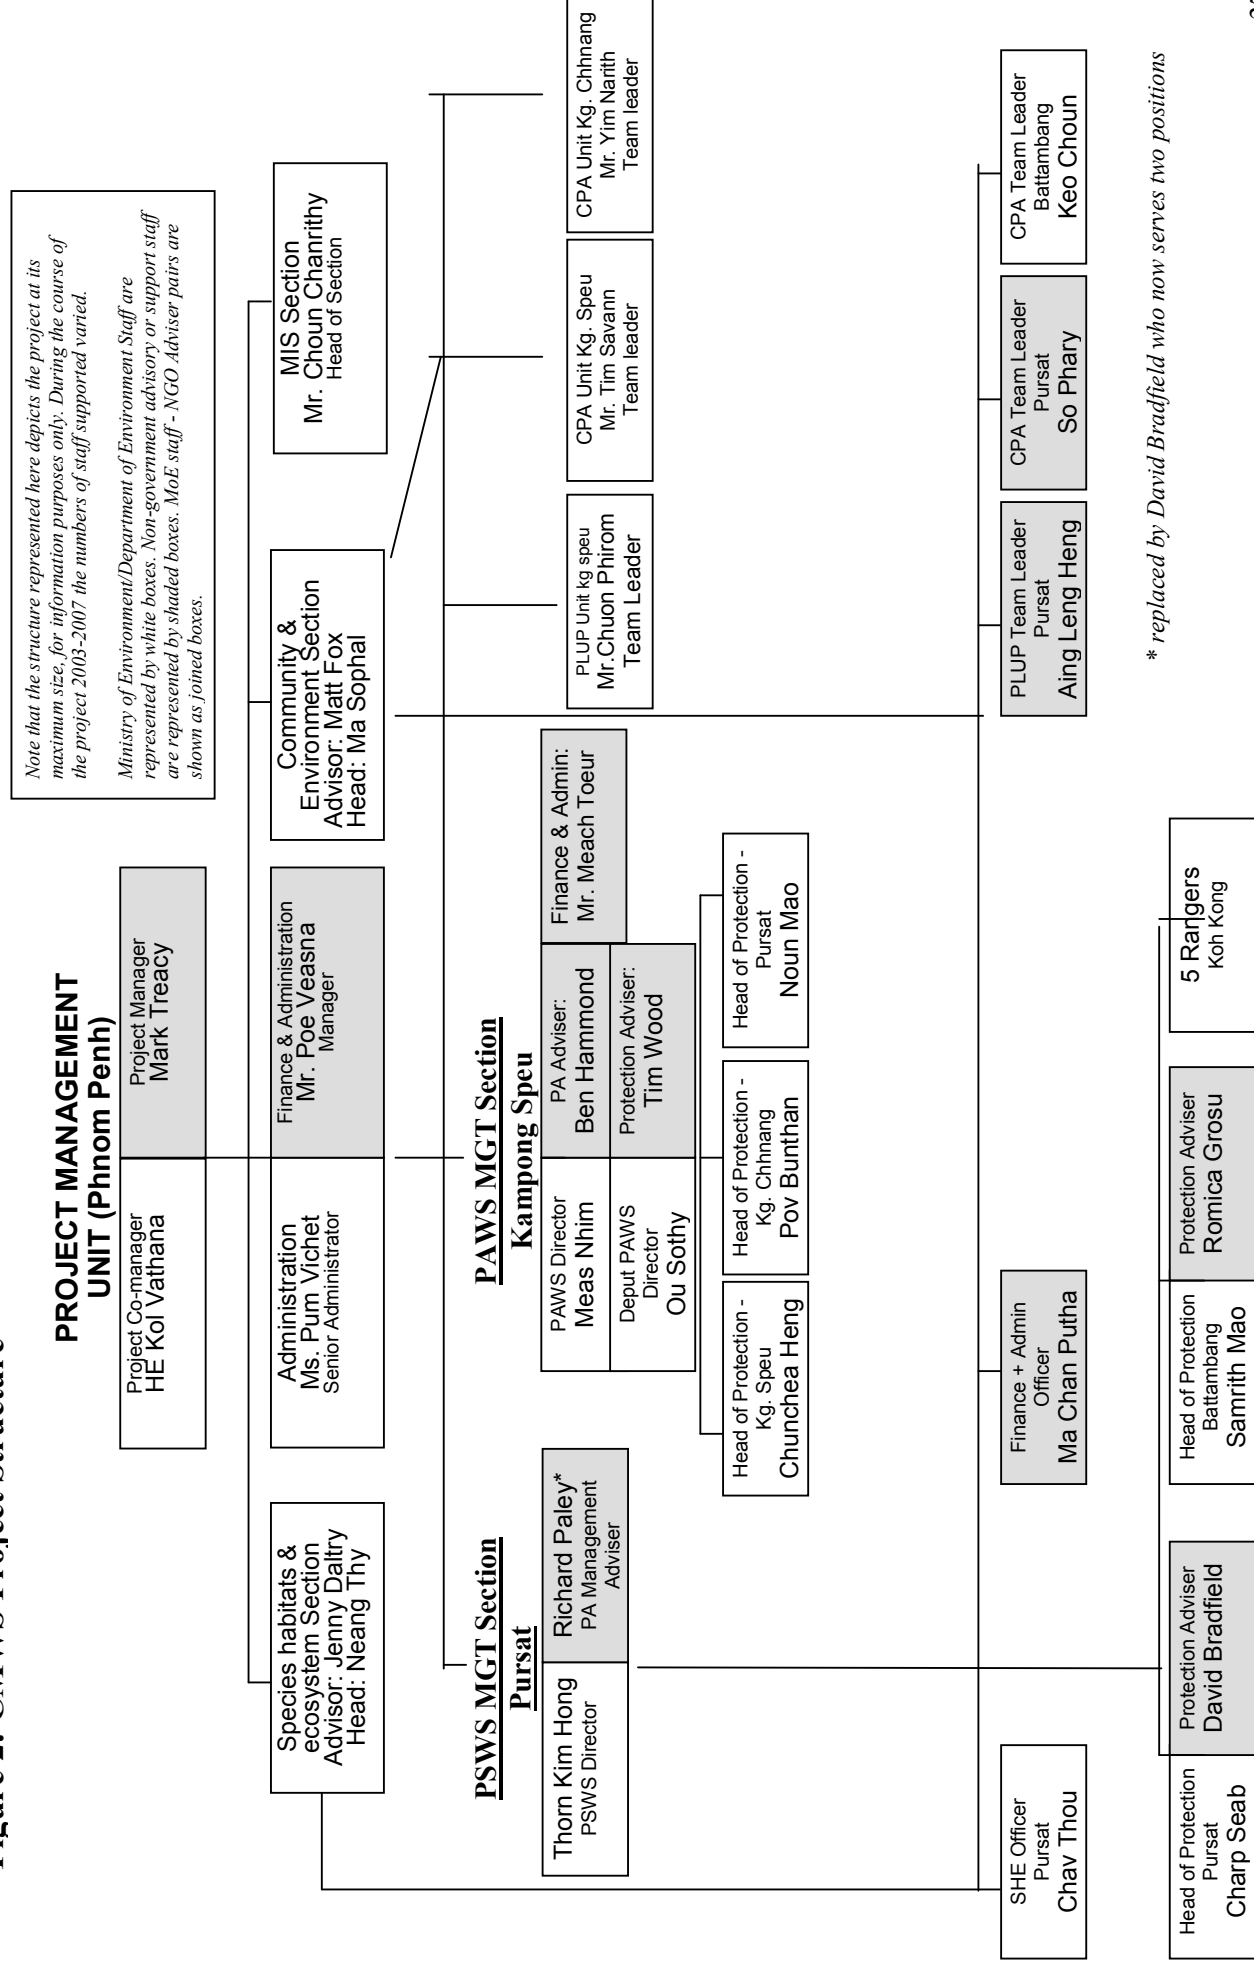 Figure 2. CMWS Project Structure
PROJECT MANAGEMENT
UNIT (Phnom Penh)
Note that the structure represented here depicts the project at its
maximum size, for information purposes only. During the course of
the project 2003-2007 the numbers of staff supported varied.
Ministry of Environment/Department of Environment Staff are
represented by white boxes. Non-government advisory or support staff
are represented by shaded boxes. MoE staff - NGO Adviser pairs are
shown as joined boxes.
Project Co-manager
HE Kol Vathana
Project Manager
Mark Treacy
Species habitats &
ecosystem Section
Advisor: Jenny Daltry
Head: Neang Thy
Administration
Ms. Pum Vichet
Senior Administrator
Finance & Administration
Mr. Poe Veasna
Manager
Community &
Environment Section
Advisor: Matt Fox
Head: Ma Sophal
MIS Section
Mr. Choun Chanrithy
Head of Section
PSWS MGT Section
Pursat
Thorn Kim Hong
PSWS Director
Richard Paley*
PA Management
Adviser
PAWS MGT Section
Kampong Speu
PAWS Director
Meas Nhim
PA Adviser:
Ben Hammond
Finance & Admin:
Mr. Meach Toeur
Deput PAWS
Director
Ou Sothy
Protection Adviser:
Tim Wood
PLUP Unit kg speu
Mr.Chuon Phirom
Team Leader
CPA Unit Kg. Speu
Mr. Tim Savann
Team leader
CPA Unit Kg. Chhnang
Mr. Yim Narith
Team leader
Head of Protection -
Kg. Speu
Chunchea Heng
Head of Protection -
Kg. Chhnang
Pov Bunthan
Head of Protection -
Pursat
Noun Mao
SHE Officer
Pursat
Chav Thou
Finance + Admin
Officer
Ma Chan Putha
PLUP Team Leader
Pursat
Aing Leng Heng
CPA Team Leader
Pursat
So Phary
CPA Team Leader
Battambang
Keo Choun
Head of Protection
Pursat
Charp Seab
Protection Adviser
David Bradfield
Head of Protection
Battambang
Samrith Mao
Protection Adviser
Romica Grosu
5 Rangers
Koh Kong
* replaced by David Bradfield who now serves two positions